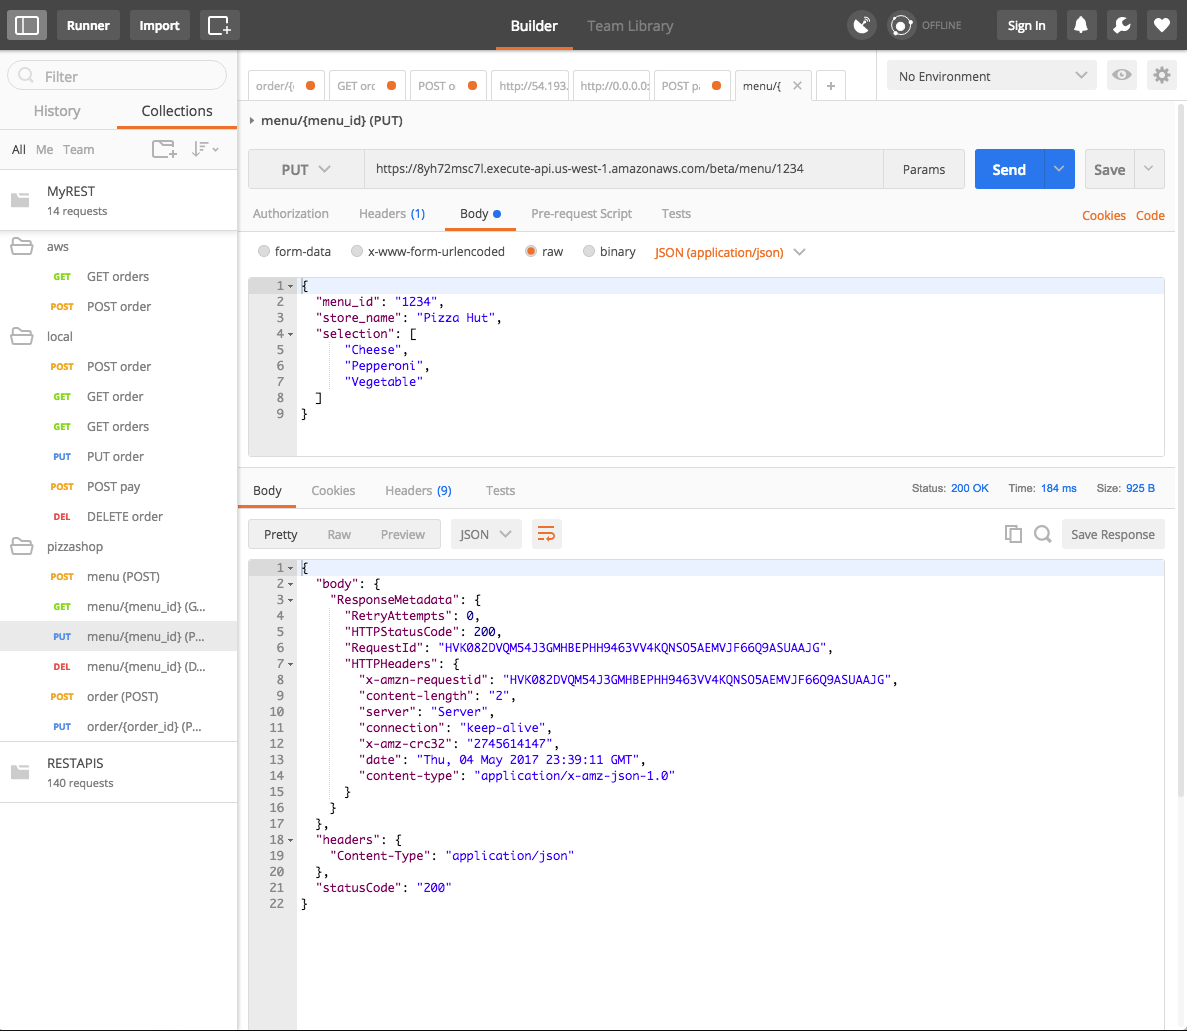 Runner Import Builder Team Library OFFLINE Sign In
Filter
History Collections
All Me Team
MyREST
14 requests
aws
GET GET orders
POST POST order
local
POST POST order
GET GET order
GET GET orders
PUT PUT order
POST POST pay
DEL DELETE order
pizzashop
POST menu (POST)
GET menu/{menu_id} (G...
PUT menu/{menu_id} (P...
DEL menu/{menu_id} (D...
POST order (POST)
PUT order/{order_id} (P...
RESTAPIS
140 requests
order/{ GET orc POST o http://54.193. http://0.0.0.0: POST p menu/{ + No Environment
menu/{menu_id} (PUT)
PUT https://8yh72msc7l.execute-api.us-west-1.amazonaws.com/beta/menu/1234 Params Send Save
Authorization Headers (1) Body Pre-request Script Tests Cookies Code
form-data x-www-form-urlencoded raw binary JSON (application/json)
1 {
2 "menu_id": "1234",
3 "store_name": "Pizza Hut",
4 "selection": [
5 "Cheese",
6 "Pepperoni",
7 "Vegetable"
8 ]
9 }
Body Cookies Headers (9) Tests Status: 200 OK Time: 184 ms Size: 925 B
Pretty Raw Preview JSON Save Response
1 {
2 "body": {
3 "ResponseMetadata": {
4 "RetryAttempts": 0,
5 "HTTPStatusCode": 200,
6 "RequestId": "HVK082DVQM54J3GMHBEPHH9463VV4KQNSO5AEMVJF66Q9ASUAAJG",
7 "HTTPHeaders": {
8 "x-amzn-requestid": "HVK082DVQM54J3GMHBEPHH9463VV4KQNSO5AEMVJF66Q9ASUAAJG",
9 "content-length": "2",
10 "server": "Server",
11 "connection": "keep-alive",
12 "x-amz-crc32": "2745614147",
13 "date": "Thu, 04 May 2017 23:39:11 GMT",
14 "content-type": "application/x-amz-json-1.0"
15 }
16 }
17 },
18 "headers": {
19 "Content-Type": "application/json"
20 },
21 "statusCode": "200"
22 }